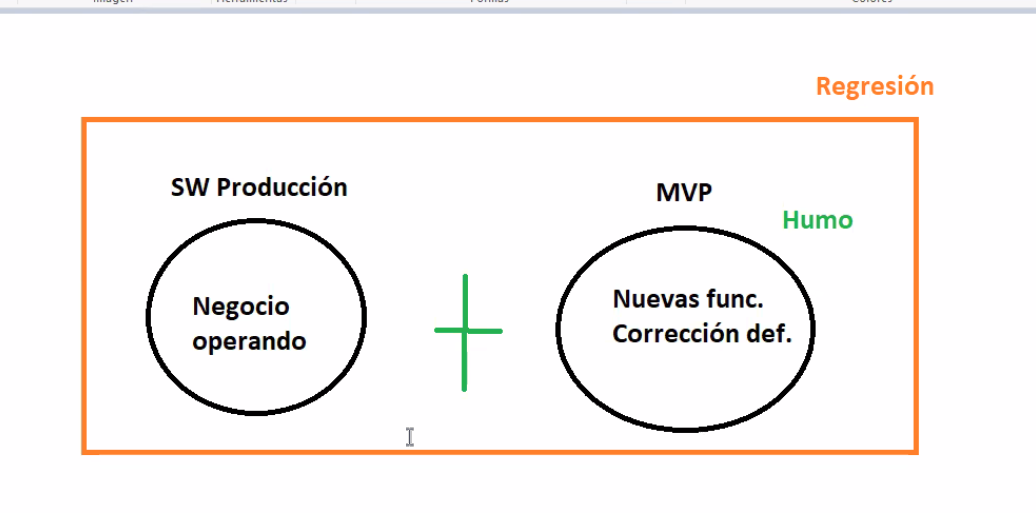 Imagen Herramientas Formas Colores
Regresión
SW Producción
MVP
Humo
Negocio
operando
Nuevas func.
Corrección def.